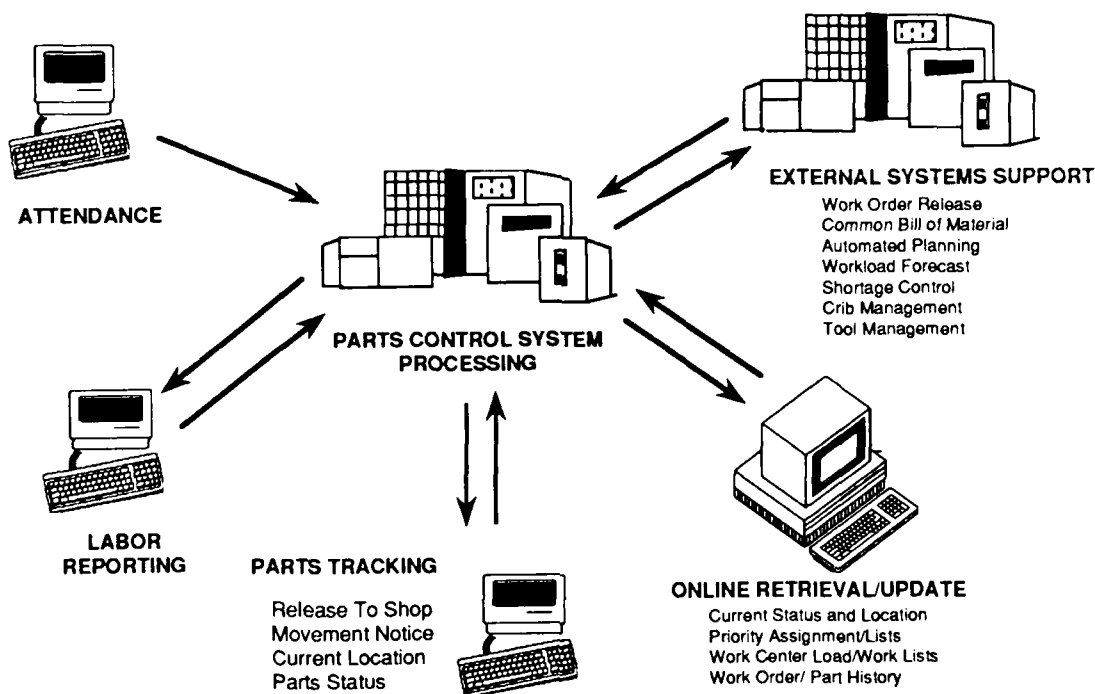 ATTENDANCE
EXTERNAL SYSTEMS SUPPORT
Work Order Release
Common Bill of Material
Automated Planning
Workload Forecast
Shortage Control
Crib Management
Tool Management
PARTS CONTROL SYSTEM
PROCESSING
LABOR
REPORTING
PARTS TRACKING
Release To Shop
Movement Notice
Current Location
Parts Status
ONLINE RETRIEVAL/UPDATE
Current Status and Location
Priority Assignment/Lists
Work Center Load/Work Lists
Work Order/ Part History